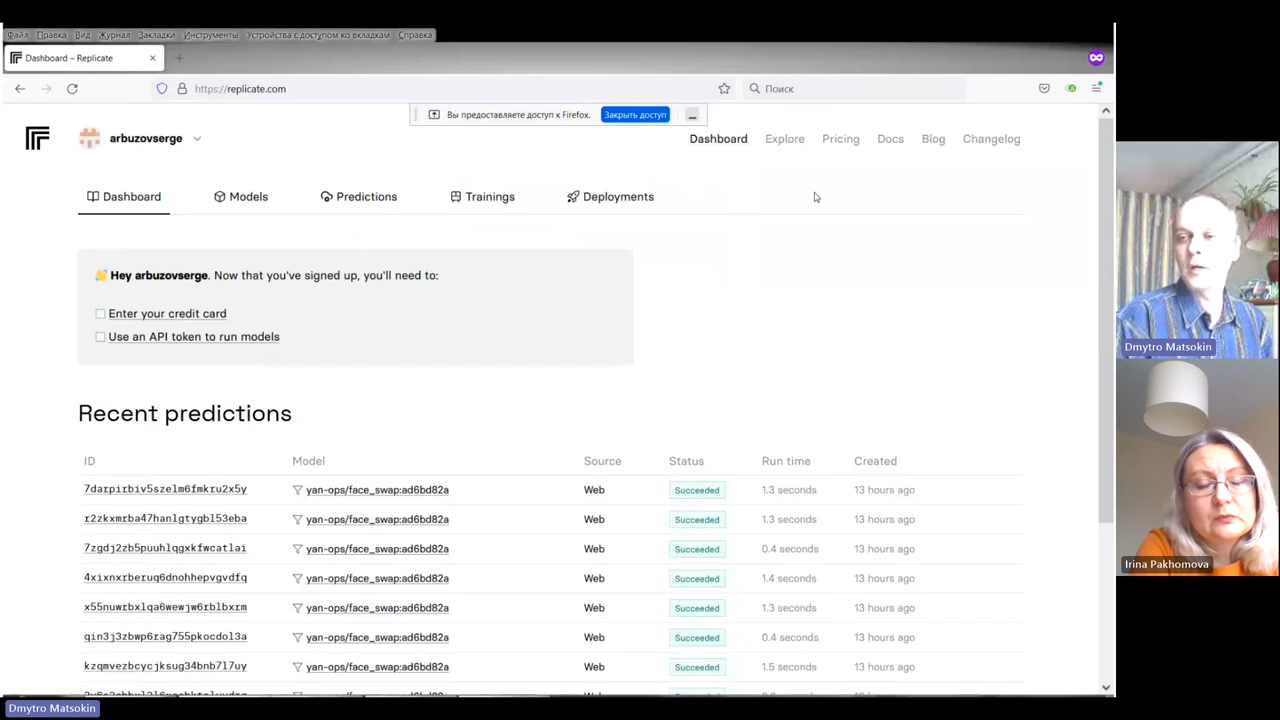 Файл Правка Вид Журнал Закладки Инструменты Устройства с доступом ко вкладкам Справка
Dashboard – Replicate
https://replicate.com
Поиск
Вы предоставляете доступ к Firefox. Закрыть доступ
arbuzovserge
Dashboard Explore Pricing Docs Blog Changelog
Dashboard Models Predictions Trainings Deployments
Hey arbuzovserge. Now that you've signed up, you'll need to:
Enter your credit card
Use an API token to run models
Recent predictions
ID Model Source Status Run time Created
7darpirbiv5szelm6fmkru2x5y yan-ops/face_swap:ad6bd82a Web Succeeded 1.3 seconds 13 hours ago
r2zkxmrba47hanlgtygbl53eba yan-ops/face_swap:ad6bd82a Web Succeeded 1.3 seconds 13 hours ago
7zgdj2zb5puuhlqgxkfwcatlai yan-ops/face_swap:ad6bd82a Web Succeeded 0.4 seconds 13 hours ago
4xixnxrberuq6dnohhepvgvdfq yan-ops/face_swap:ad6bd82a Web Succeeded 1.4 seconds 13 hours ago
x55nuwrbxlqa6wewjw6rblbxrm yan-ops/face_swap:ad6bd82a Web Succeeded 1.3 seconds 13 hours ago
qin3j3zbwp6rag755pkocdol3a yan-ops/face_swap:ad6bd82a Web Succeeded 0.4 seconds 13 hours ago
kzqmvezbcycjksug34bnb7l7uy yan-ops/face_swap:ad6bd82a Web Succeeded 1.5 seconds 13 hours ago
Dmytro Matsokin
Irina Pakhomova
Dmytro Matsokin